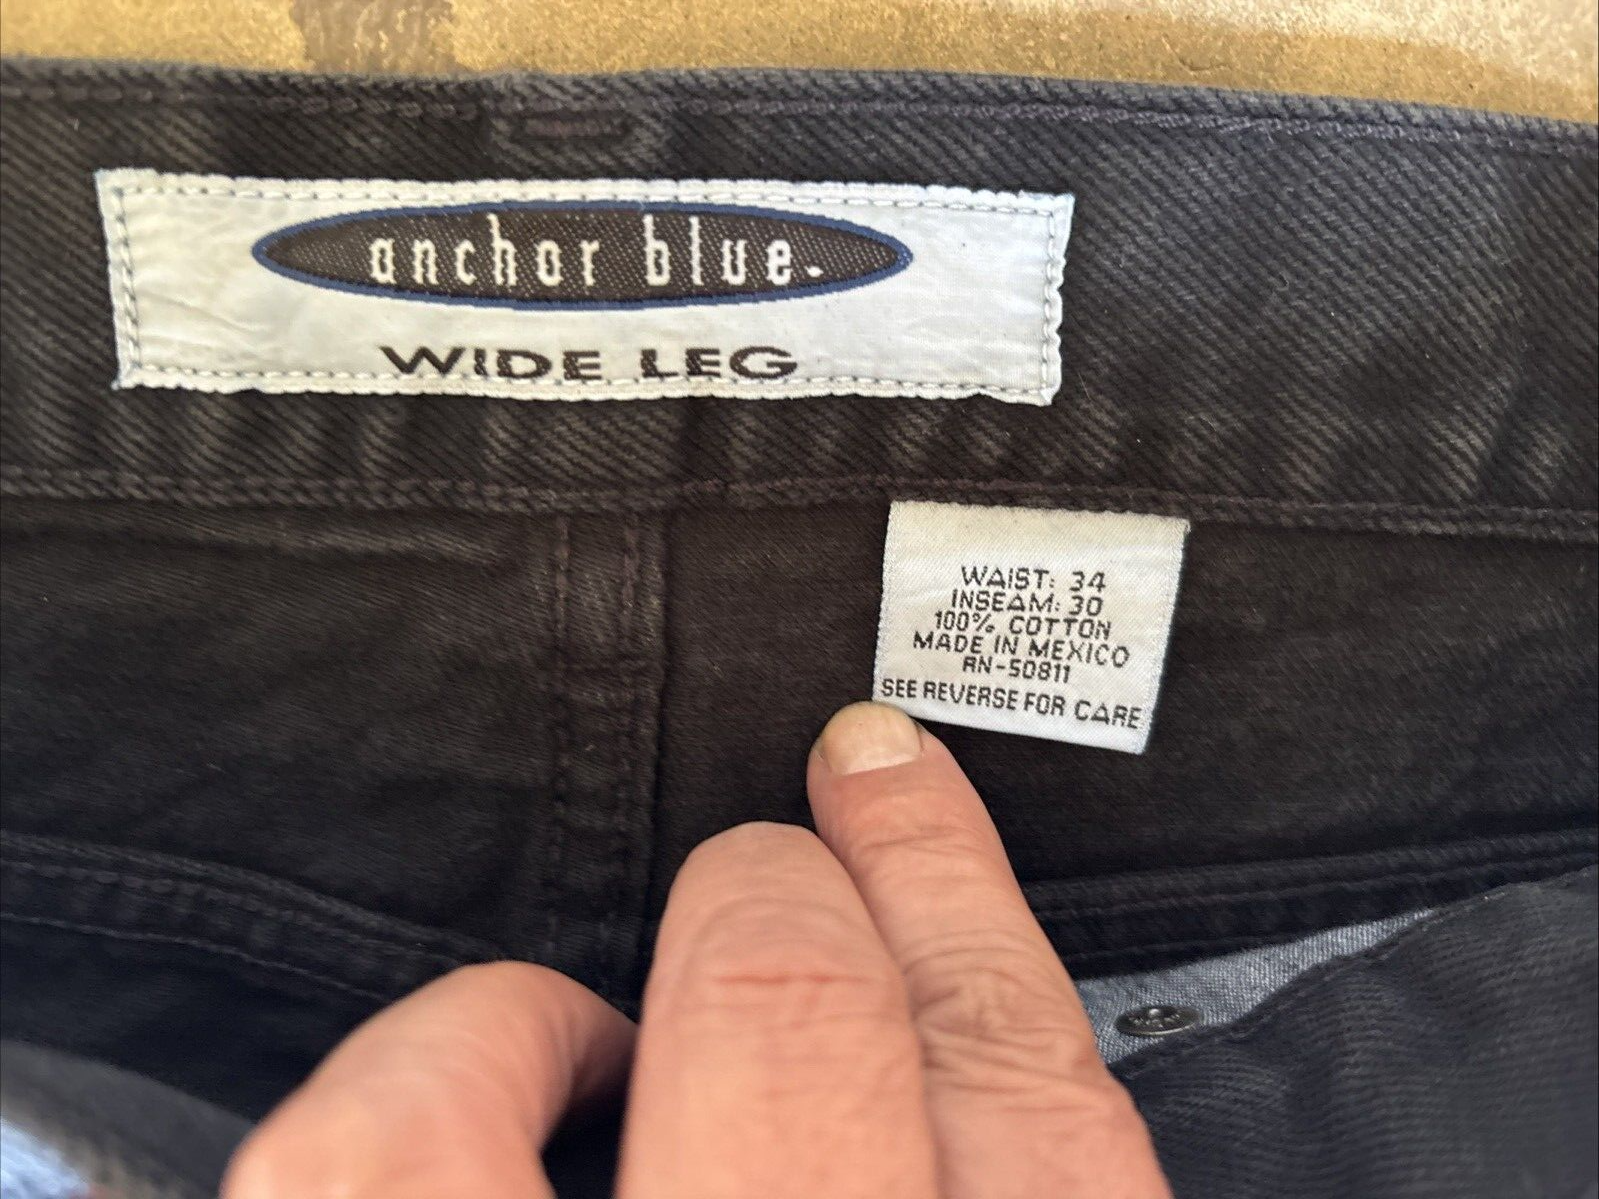 anchor blue.
WIDE LEG
WAIST: 34
INSEAM: 30
100% COTTON
MADE IN MEXICO
RN-50811
SEE REVERSE FOR CARE